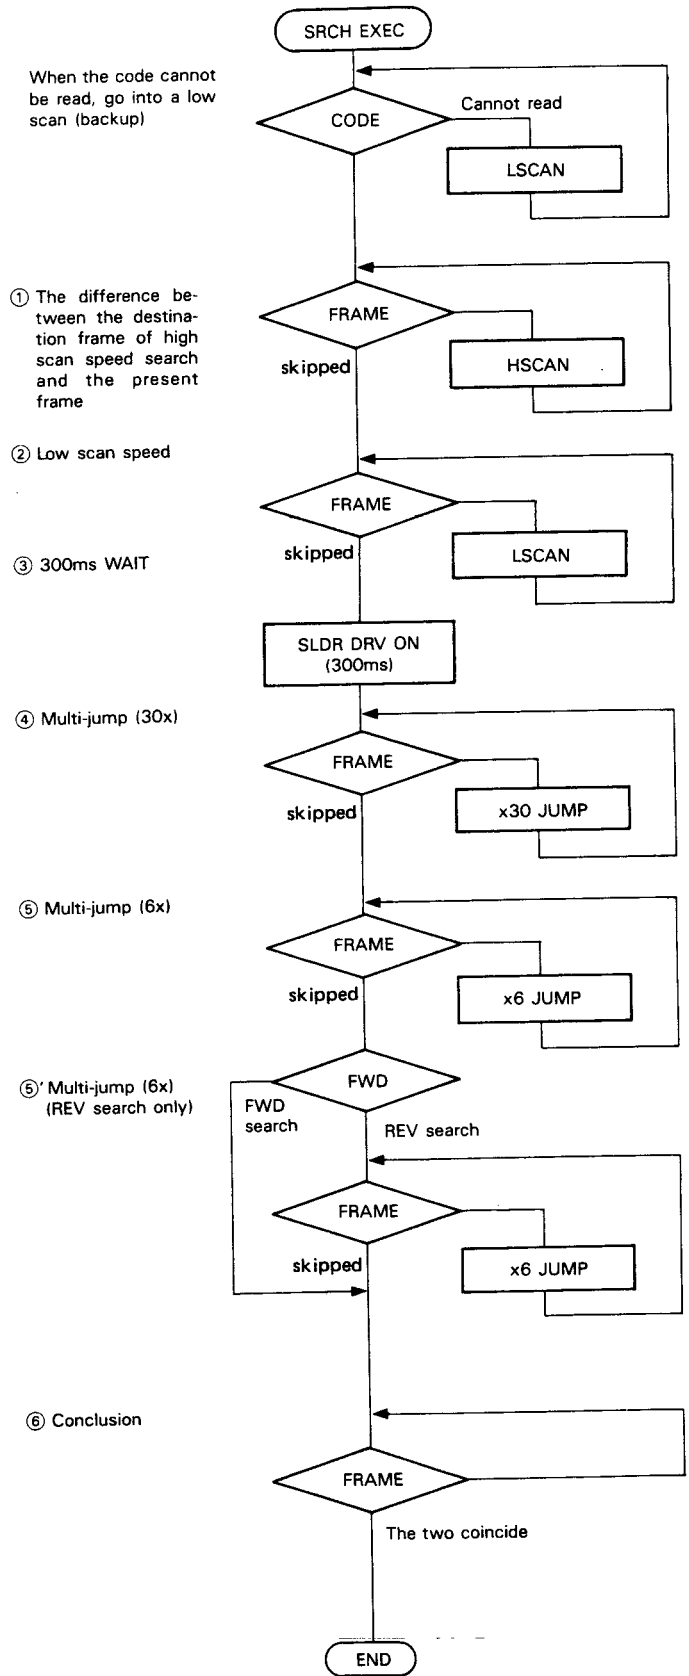 SRCH EXEC
When the code cannot
be read, go into a low
scan (backup)
Cannot read
CODE
LSCAN
① The difference be-
tween the destina-
tion frame of high
scan speed search
and the present
frame
FRAME
skipped
HSCAN
② Low scan speed
FRAME
skipped
LSCAN
③ 300ms WAIT
SLDR DRV ON
(300ms)
④ Multi-jump (30x)
FRAME
skipped
x30 JUMP
⑤ Multi-jump (6x)
FRAME
skipped
x6 JUMP
⑤' Multi-jump (6x)
(REV search only)
FWD
FWD
search
REV search
FRAME
skipped
x6 JUMP
⑥ Conclusion
FRAME
The two coincide
END